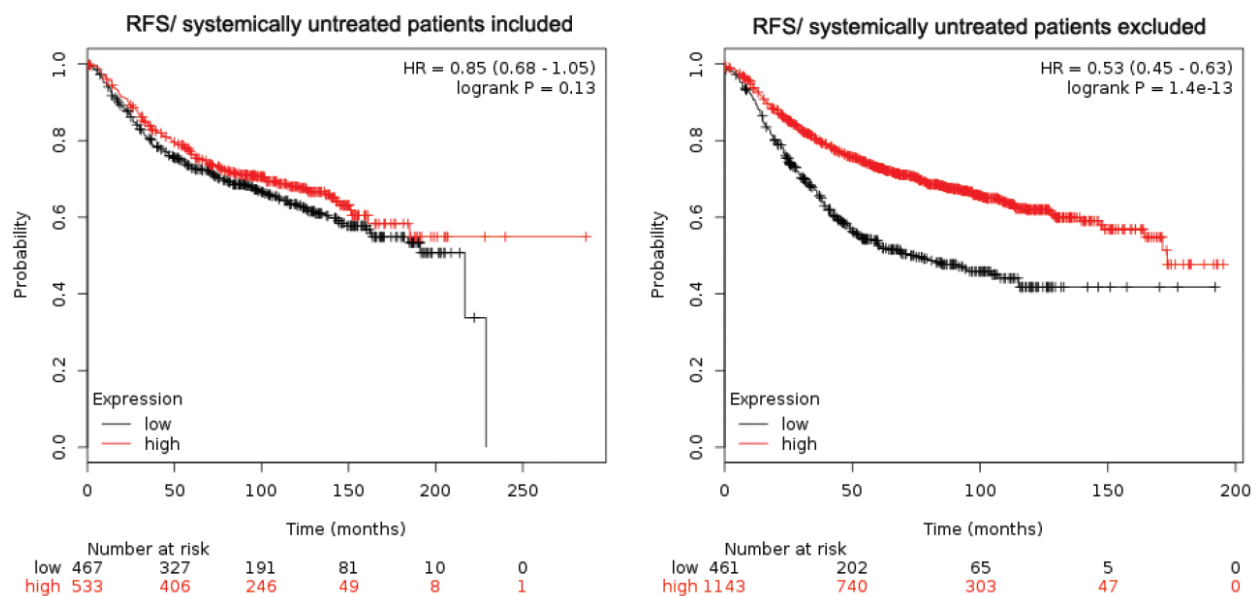 RFS/ systemically untreated patients included
HR = 0.85 (0.68 - 1.05)
logrank P = 0.13
Probability
1.0
0.8
0.6
0.4
0.2
0.0
Expression
low
high
0 50 100 150 200 250
Time (months)
Number at risk
low 467 327 191 81 10 0
high 533 406 246 49 8 1
RFS/ systemically untreated patients excluded
HR = 0.53 (0.45 - 0.63)
logrank P = 1.4e-13
Probability
1.0
0.8
0.6
0.4
0.2
0.0
Expression
low
high
0 50 100 150 200
Time (months)
Number at risk
low 461 202 65 5 0
high 1143 740 303 47 0